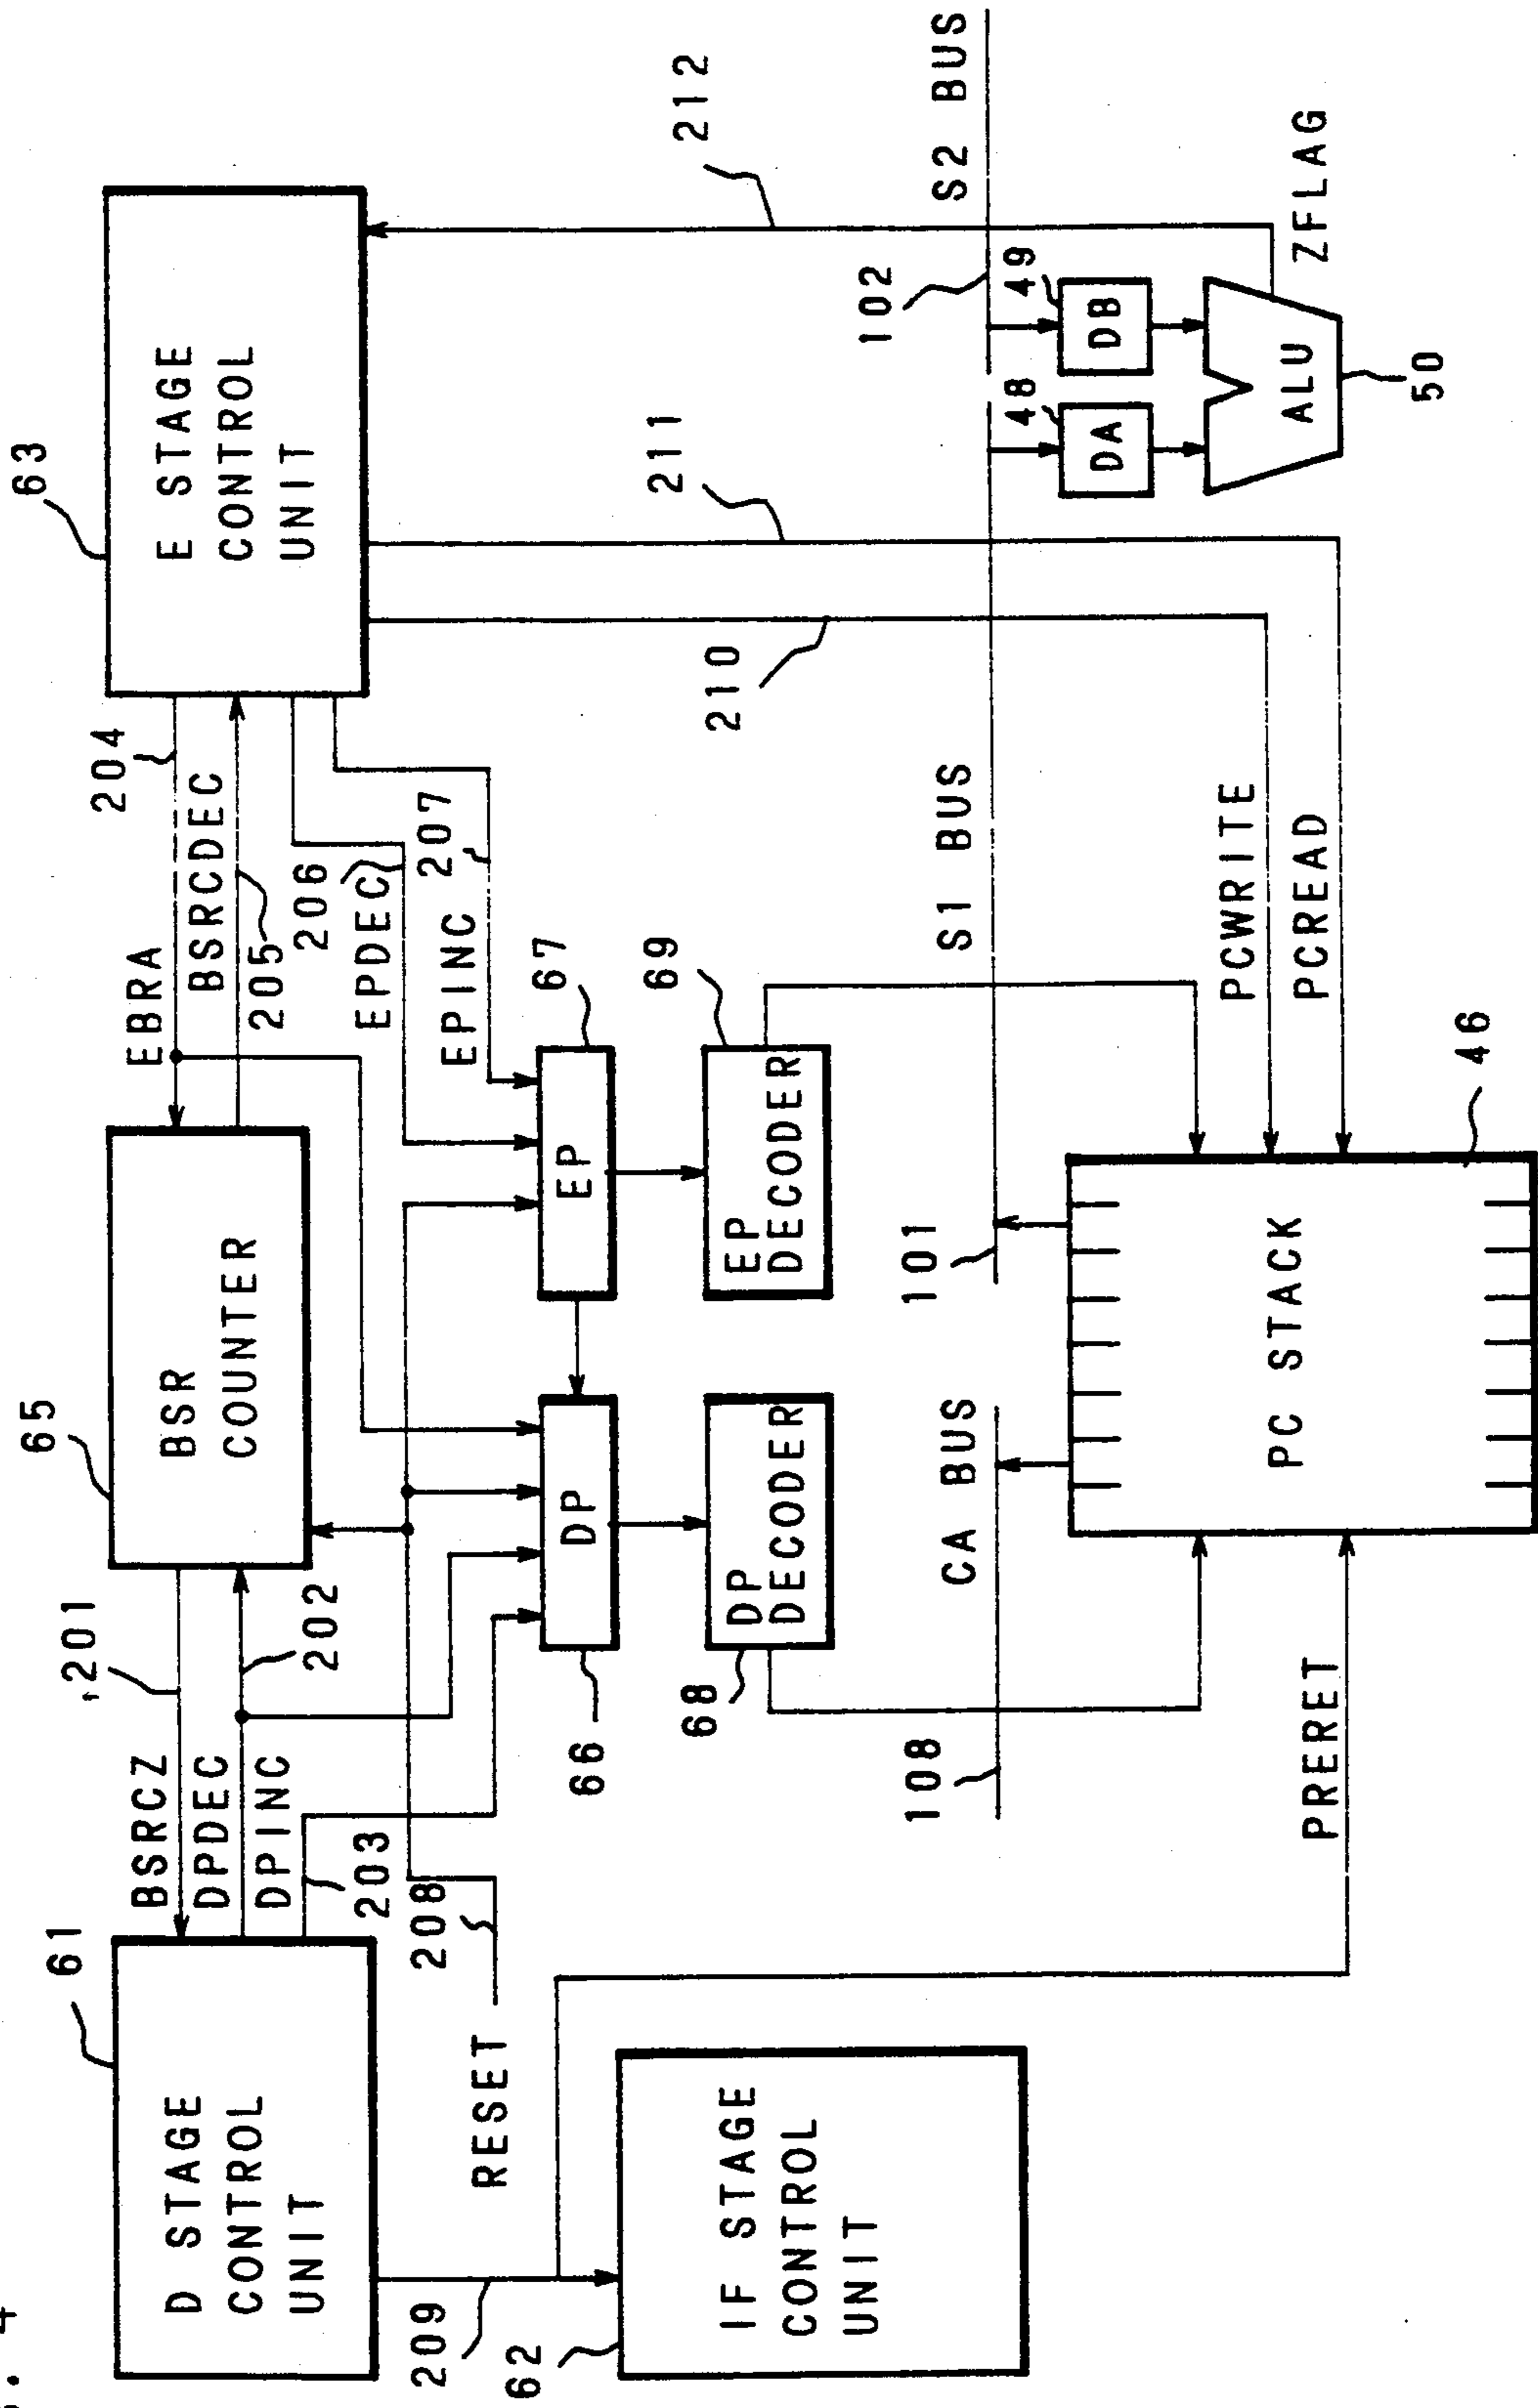 . 4
61
D STAGE
CONTROL
UNIT
BSRCZ
201
DPDEC
202
DPINC
203
65
BSR
COUNTER
EBRA
204
BSRCDEC
205
206
EPDEC
207
EPINC
63
E STAGE
CONTROL
UNIT
208
RESET
209
62
IF STAGE
CONTROL
UNIT
66
DP
67
EP
68
DP
DECODER
69
EP
DECODER
210
211
212
108
CA BUS
101
S1 BUS
102
S2 BUS
48
DA
49
DB
ALU
50
ZFLAG
PRERET
PC STACK
46
PCWRITE
PCREAD